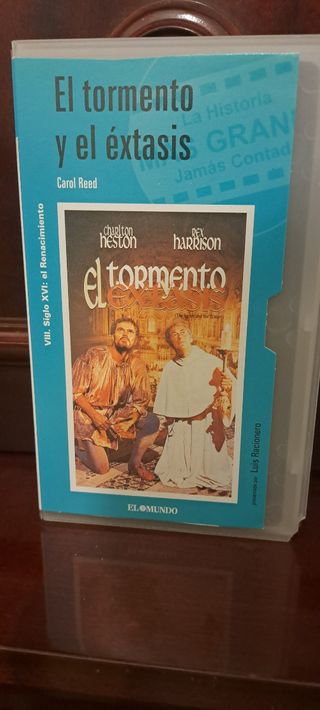 El tormento
y el éxtasis
Carol Reed
La Historia
MÁS GRAN
Jamás Contad
VIII. Siglo XVI: el Renacimiento
charlton
heston
rex
harrison
el tormento
y el
éxtasis
presentada por Luis Racionero
EL MUNDO